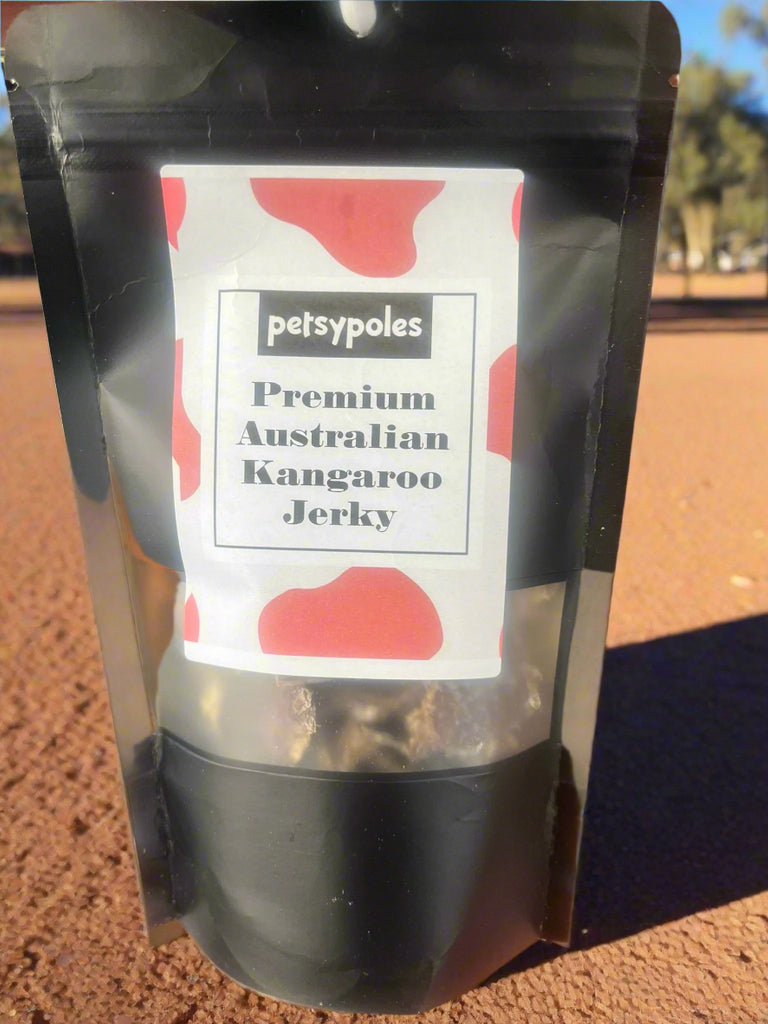 petsypoles
Premium
Australian
Kangaroo
Jerky